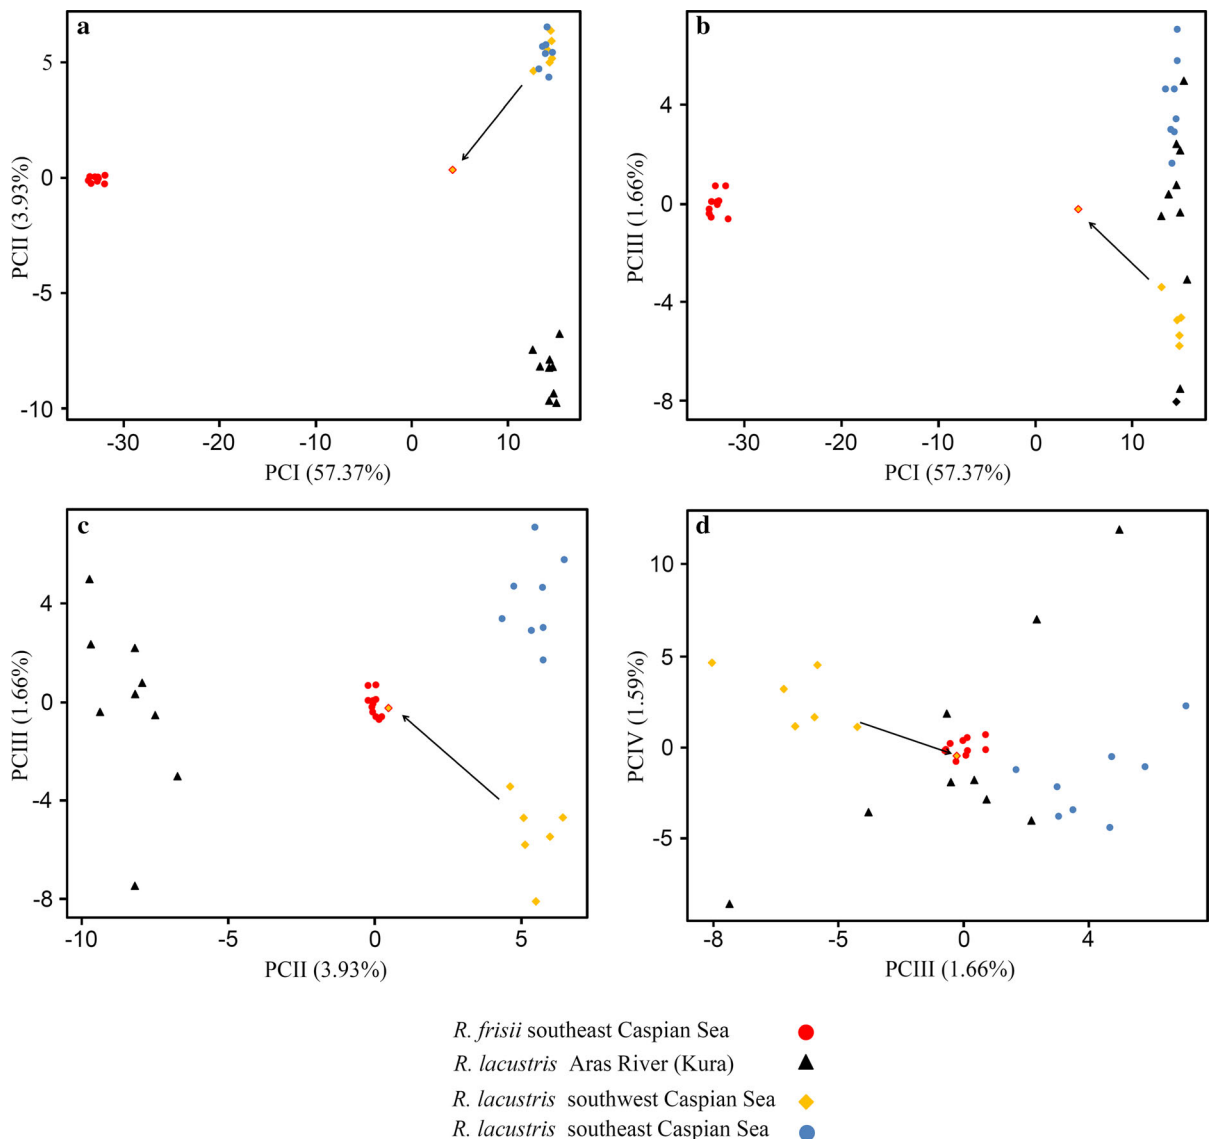 a
5
0
-5
-10
PCII (3.93%)
-30
-20
-10
0
10
PCI (57.37%)
b
4
0
-4
-8
PCIII (1.66%)
-30
-20
-10
0
10
PCI (57.37%)
c
4
0
-4
-8
PCIII (1.66%)
-10
-5
0
5
PCII (3.93%)
d
10
5
0
-5
PCIV (1.59%)
-8
-5
0
4
PCIII (1.66%)
R. frisii southeast Caspian Sea
R. lacustris Aras River (Kura)
R. lacustris southwest Caspian Sea
R. lacustris southeast Caspian Sea